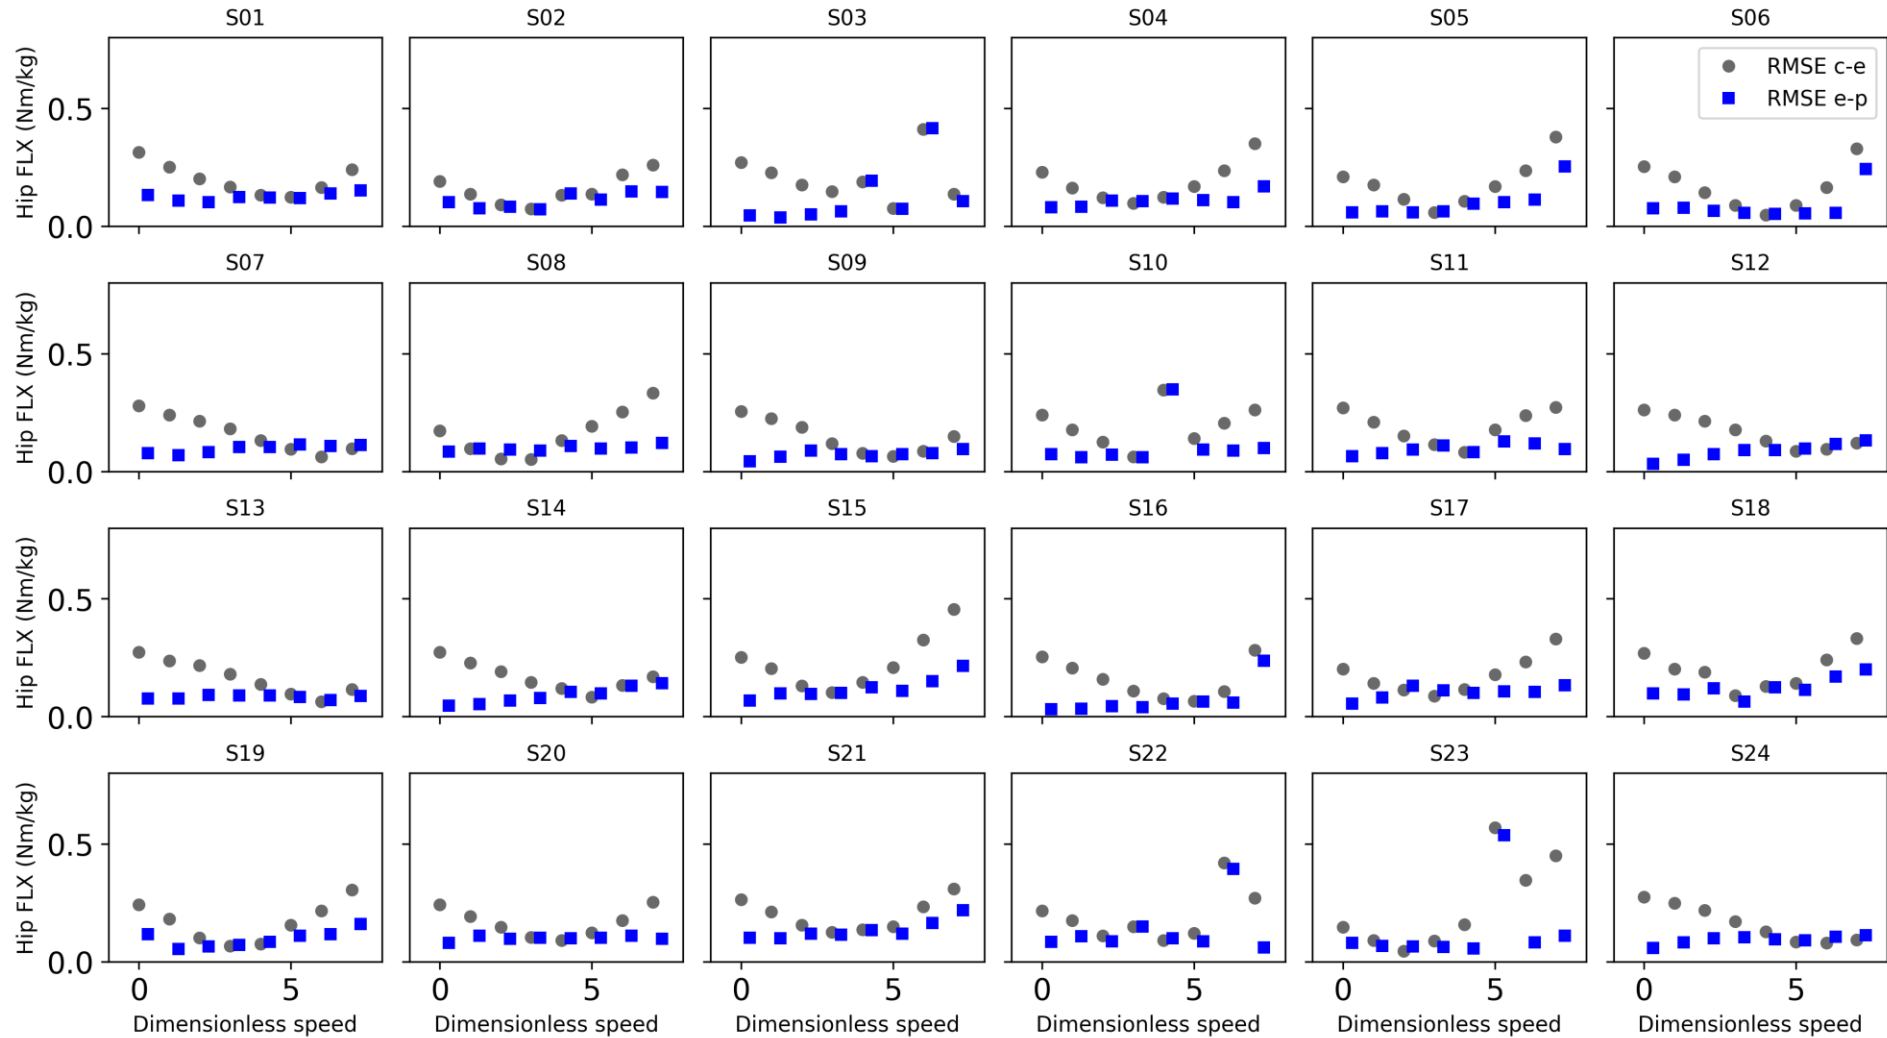 S01 S02 S03 S04 S05 S06
Hip FLX (Nm/kg)
0.5
0.0
RMSE c-e
RMSE e-p
S07 S08 S09 S10 S11 S12
Hip FLX (Nm/kg)
0.5
0.0
S13 S14 S15 S16 S17 S18
Hip FLX (Nm/kg)
0.5
0.0
S19 S20 S21 S22 S23 S24
Hip FLX (Nm/kg)
0.5
0.0
0 5 0 5 0 5 0 5 0 5 0 5
Dimensionless speed Dimensionless speed Dimensionless speed Dimensionless speed Dimensionless speed Dimensionless speed